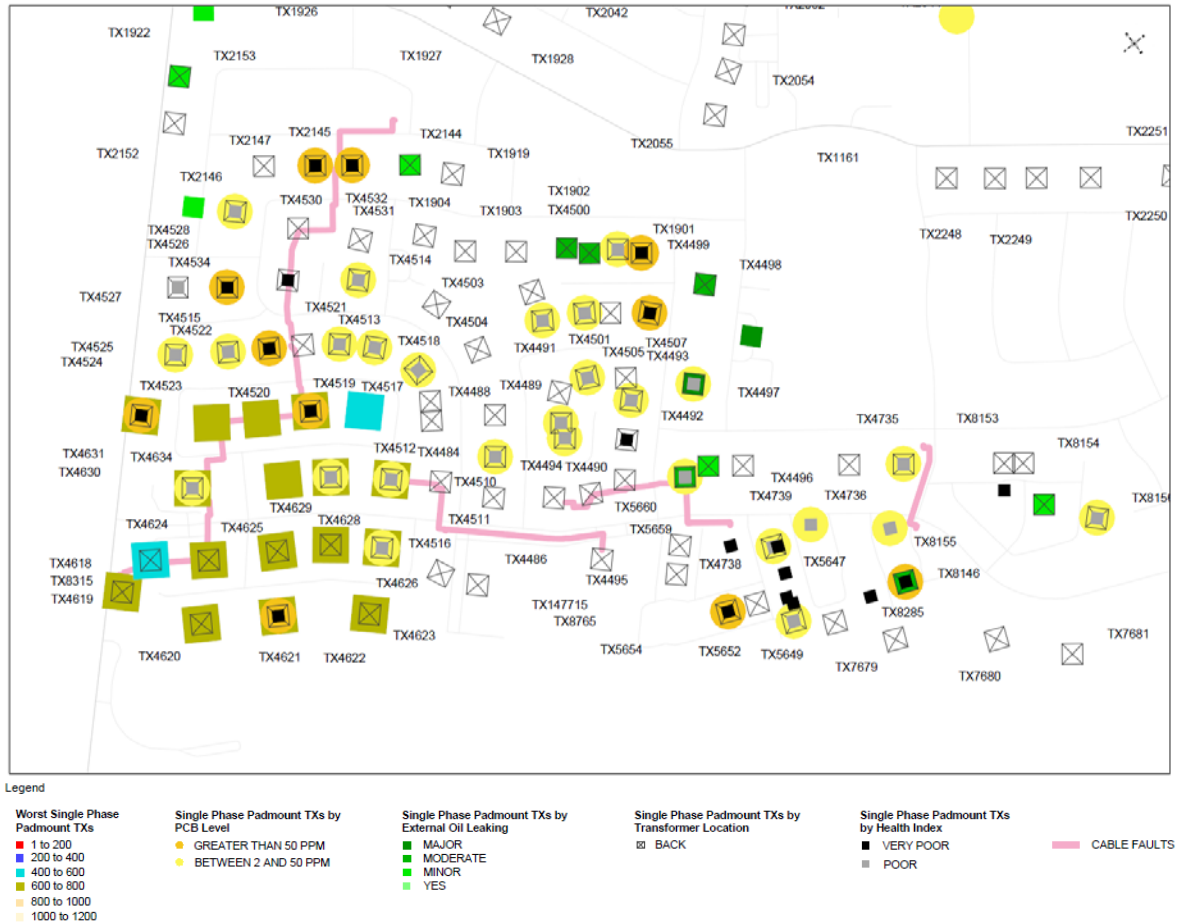 TX1926
TX2042
TX1922
TX2153
TX1927
TX1928
TX2054
TX2251
TX2145
TX2144
TX2147
TX2055
TX2152
TX1919
TX1161
TX2146
TX1902
TX4530
TX4532
TX1904
TX4531
TX1903
TX4500
TX2250
TX4528
TX1901
TX2248
TX2249
TX4526
TX4499
TX4534
TX4514
TX4498
TX4503
TX4527
TX4521
TX4515
TX4513
TX4504
TX4522
TX4518
TX4501
TX4507
TX4525
TX4491
TX4505
TX4493
TX4524
TX4523
TX4520
TX4519
TX4517
TX4488
TX4489
TX4497
TX4492
TX4735
TX8153
TX8154
TX4631
TX4634
TX4512
TX4484
TX4630
TX4494
TX4490
TX4496
TX4510
TX4739
TX4736
TX4629
TX5660
TX4624
TX4625
TX4628
TX4511
TX5659
TX4516
TX8155
TX4618
TX4486
TX4495
TX4738
TX5647
TX8315
TX4626
TX8146
TX4619
TX147715
TX8285
TX8765
TX4623
TX7681
TX4620
TX4621
TX4622
TX5654
TX5652
TX5649
TX7679
TX7680
Legend
Worst Single Phase
Padmount TXs
1 to 200
200 to 400
400 to 600
600 to 800
800 to 1000
1000 to 1200
Single Phase Padmount TXs by
PCB Level
GREATER THAN 50 PPM
BETWEEN 2 AND 50 PPM
Single Phase Padmount TXs by
External Oil Leaking
MAJOR
MODERATE
MINOR
YES
Single Phase Padmount TXs by
Transformer Location
BACK
Single Phase Padmount TXs
by Health Index
VERY POOR
POOR
CABLE FAULTS